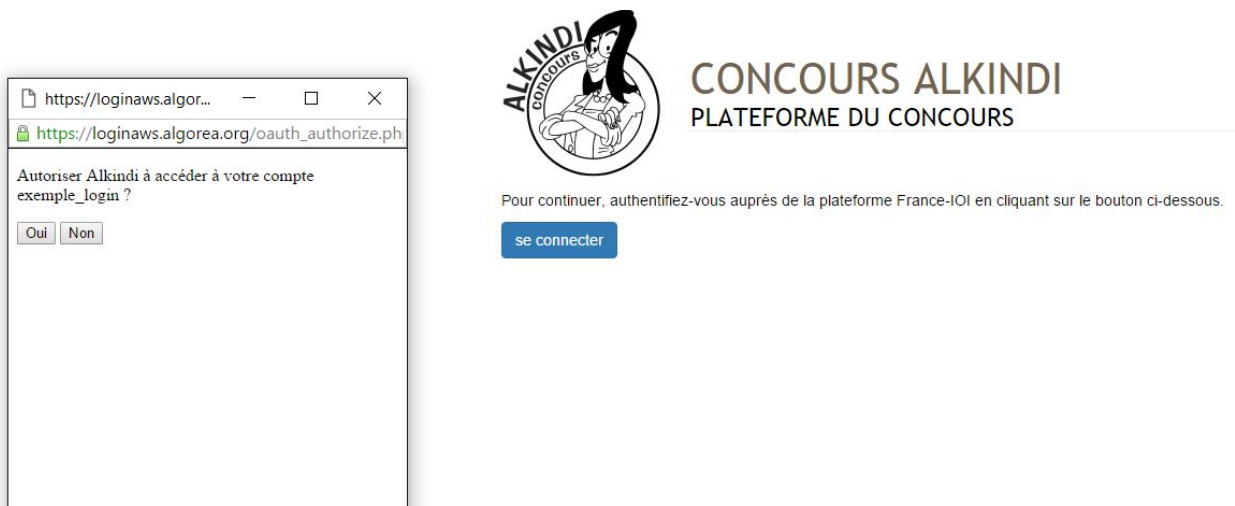 https://loginaws.algor...
https://loginaws.algorea.org/oauth_authorize.ph
Autoriser Alkindi à accéder à votre compte
exemple_login ?
Oui Non
ALKINDI
CONCOURS
CONCOURS ALKINDI
PLATEFORME DU CONCOURS
Pour continuer, authentifiez-vous auprès de la plateforme France-IOI en cliquant sur le bouton ci-dessous.
se connecter